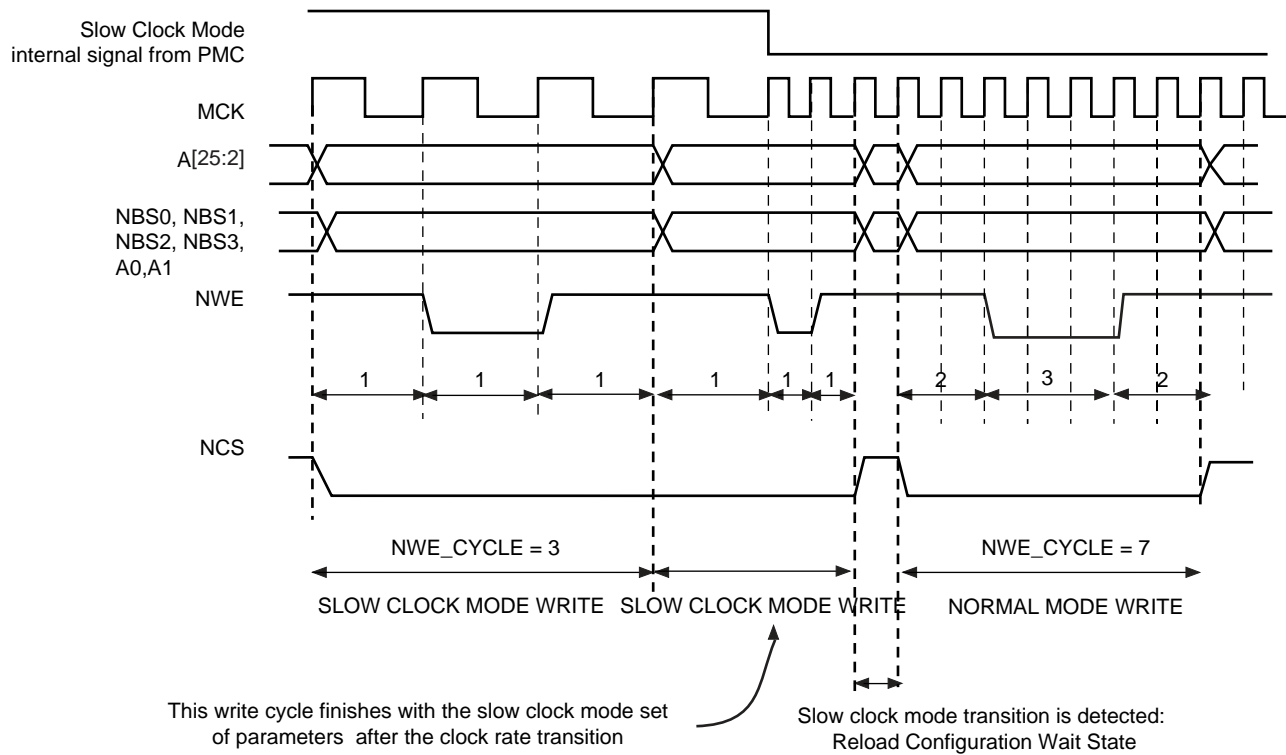 Slow Clock Mode
internal signal from PMC
MCK
A[25:2]
NBS0, NBS1,
NBS2, NBS3,
A0,A1
NWE
1 1 1 1 1 1 2 3 2
NCS
NWE_CYCLE = 3 NWE_CYCLE = 7
SLOW CLOCK MODE WRITE SLOW CLOCK MODE WRITE NORMAL MODE WRITE
This write cycle finishes with the slow clock mode set
of parameters after the clock rate transition
Slow clock mode transition is detected:
Reload Configuration Wait State